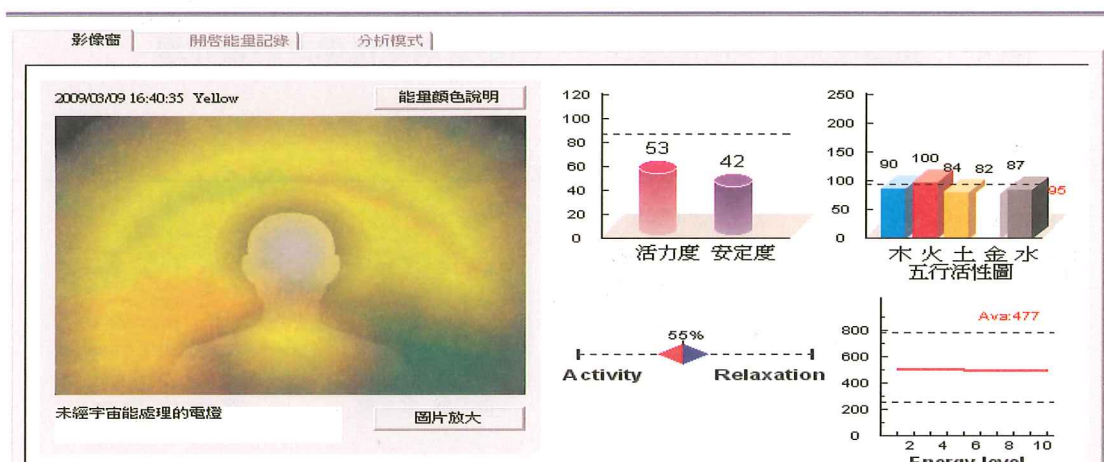 影像窗 開啓能量記錄 分析模式
2009/03/09 16:40:35 Yellow 能量顏色說明
未經宇宙能處理的電燈 圖片放大
120
100
80
60
40
20
0
53
42
活力度 安定度
250
200
150
100
50
0
90 100 84 82 87
95
木 火 土 金 水
五行活性圖
55%
Activity Relaxation
Ava:477
800
600
400
200
0
2 4 6 8 10
Energy level